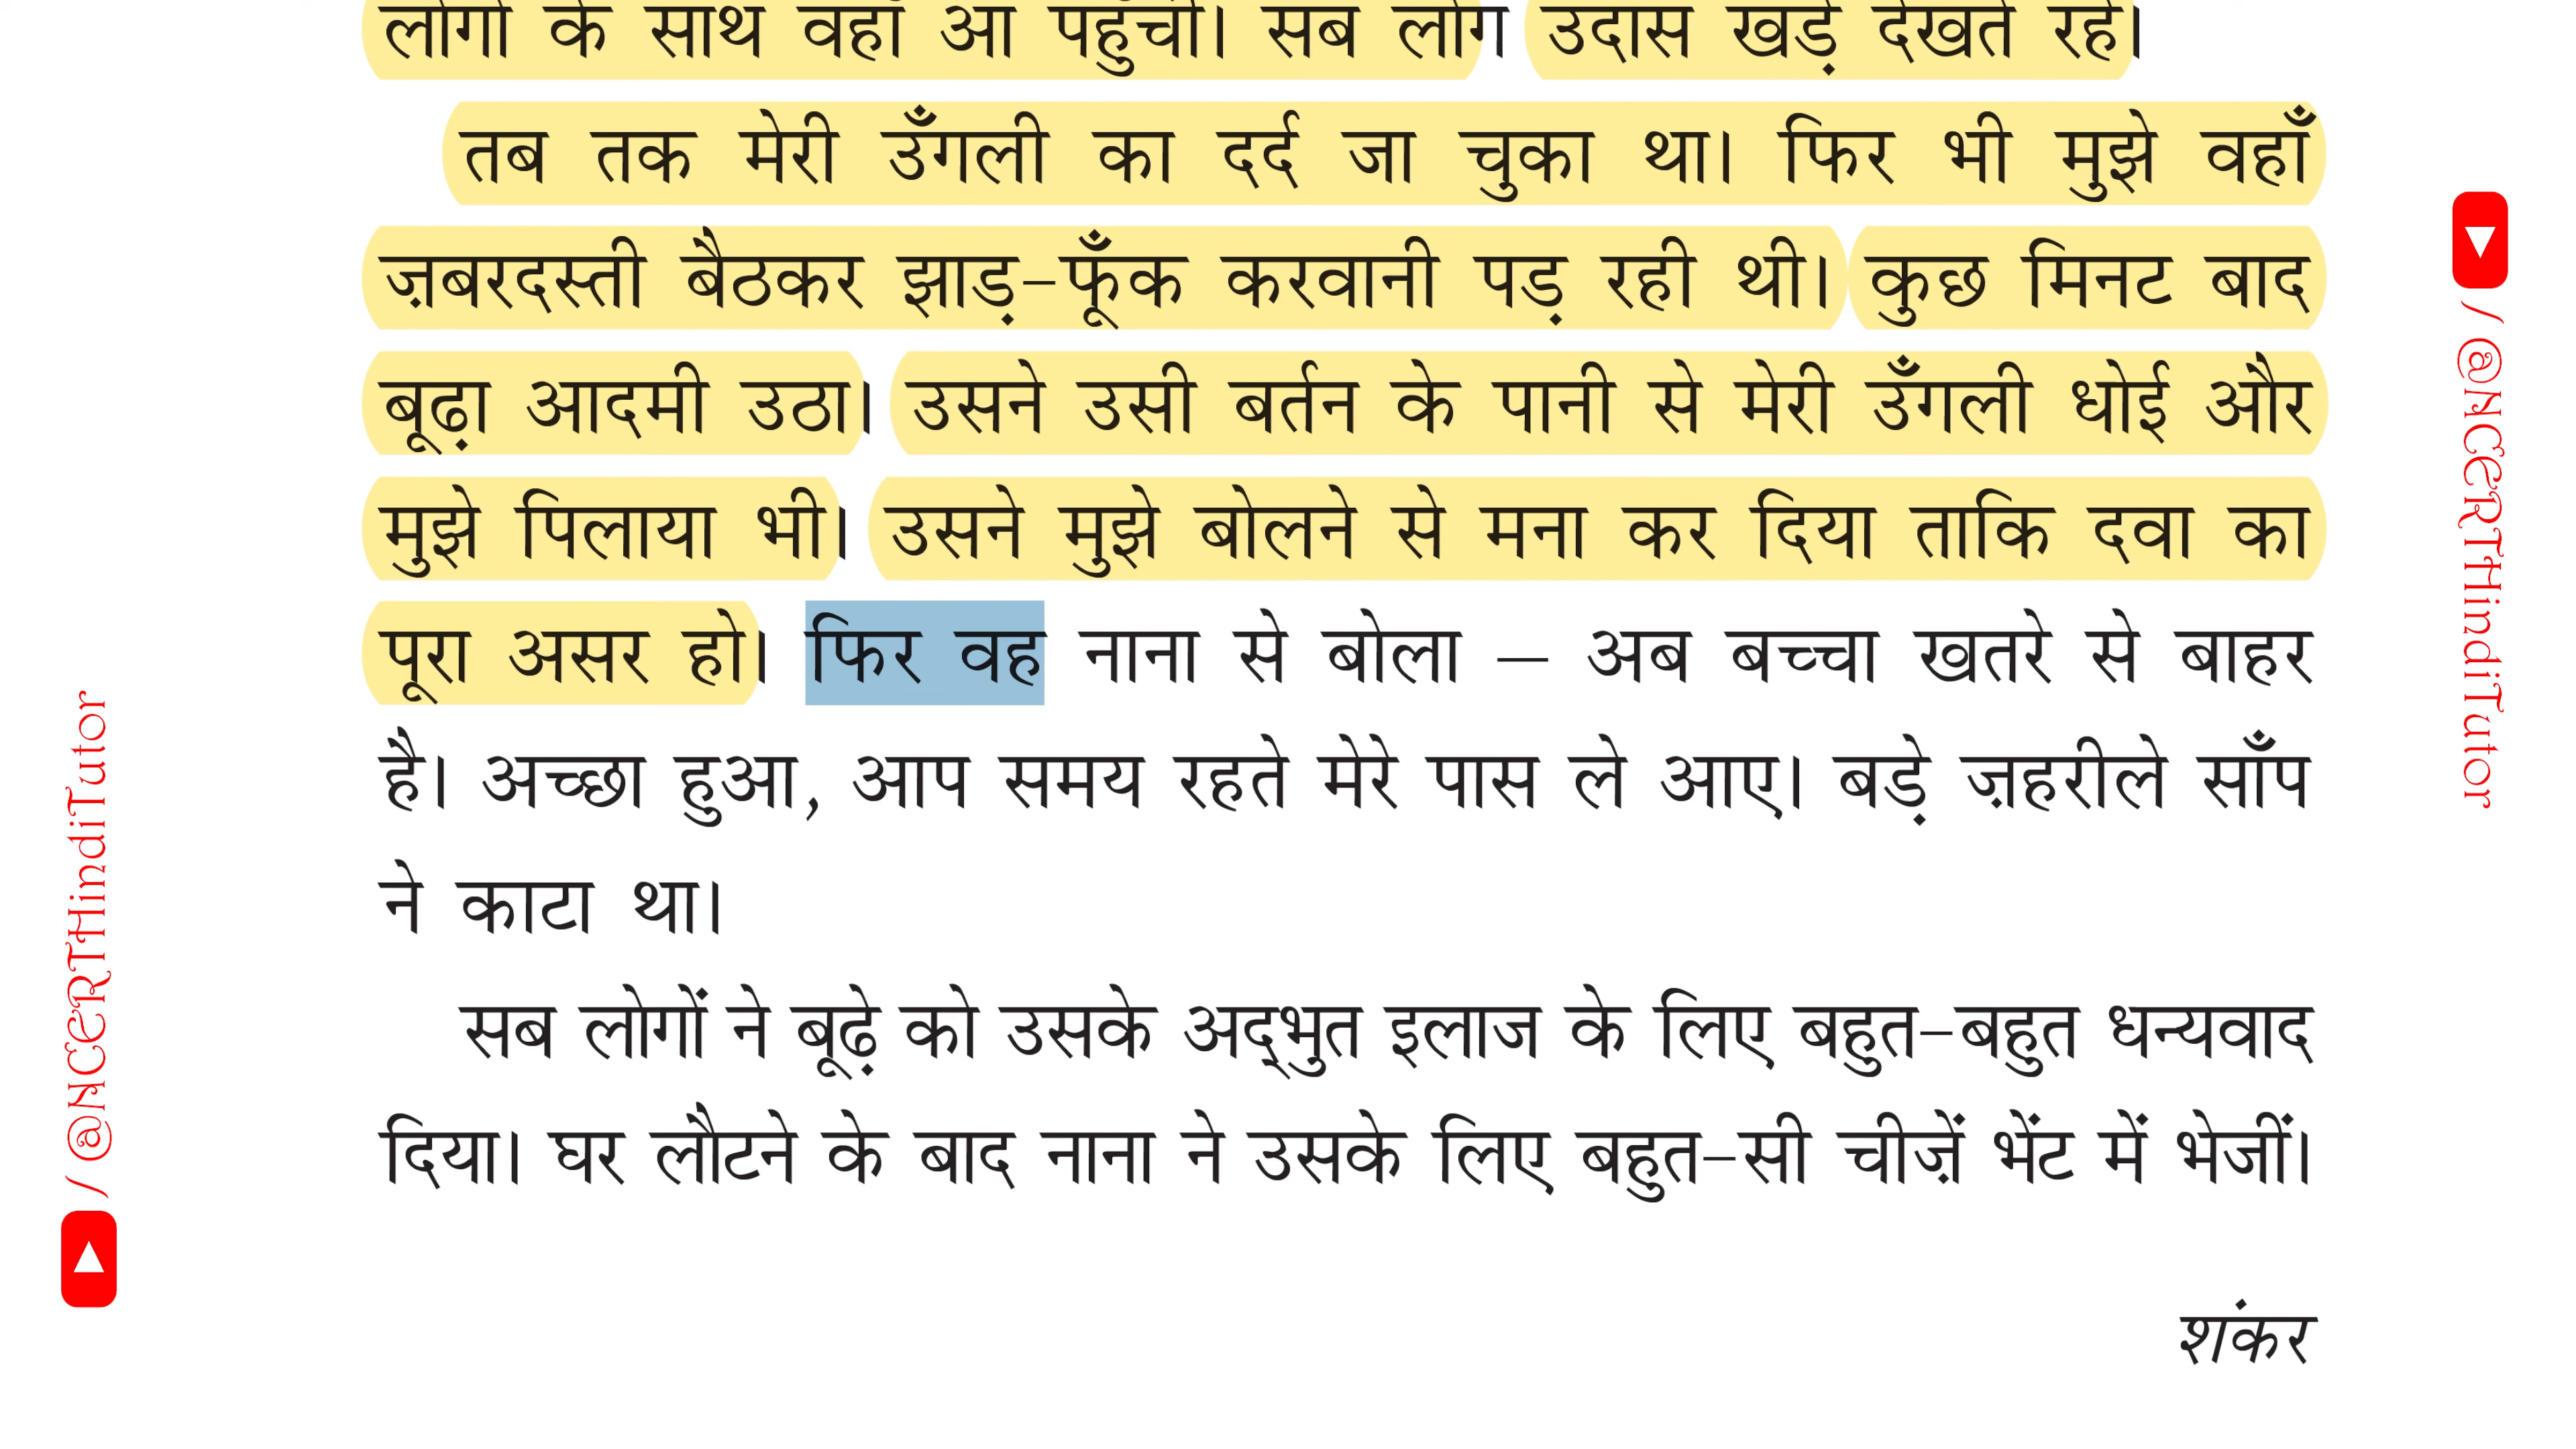 लोगों के साथ वहाँ आ पहुँचीं। सब लोग उदास खड़े देखते रहे।
तब तक मेरी उँगली का दर्द जा चुका था। फिर भी मुझे वहाँ
ज़बरदस्ती बैठकर झाड़-फूँक करवानी पड़ रही थी। कुछ मिनट बाद
बूढ़ा आदमी उठा। उसने उसी बर्तन के पानी से मेरी उँगली धोई और
मुझे पिलाया भी। उसने मुझे बोलने से मना कर दिया ताकि दवा का
पूरा असर हो। फिर वह नाना से बोला – अब बच्चा खतरे से बाहर
है। अच्छा हुआ, आप समय रहते मेरे पास ले आए। बड़े ज़हरीले साँप
ने काटा था।
सब लोगों ने बूढ़े को उसके अद्‌भुत इलाज के लिए बहुत-बहुत धन्यवाद
दिया। घर लौटने के बाद नाना ने उसके लिए बहुत-सी चीज़ें भेंट में भेजीं।
शंकर
/ @NCERTHindiTutor
/ @NCERTHindiTutor